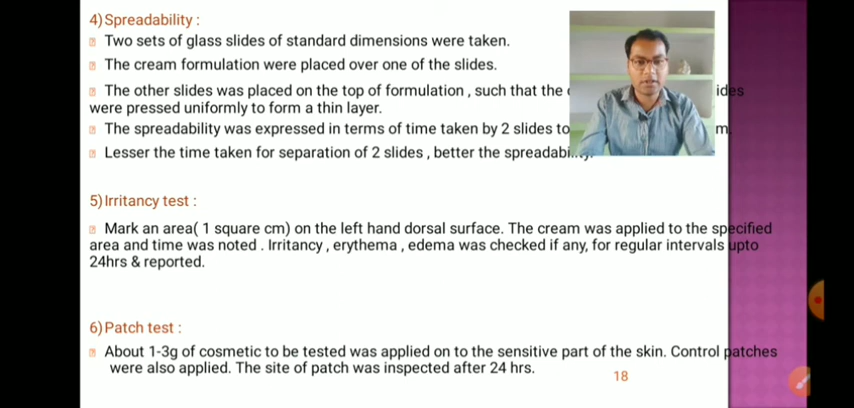 4)Spreadability :
Two sets of glass slides of standard dimensions were taken.
The cream formulation were placed over one of the slides.
The other slides was placed on the top of formulation , such that the ides
were pressed uniformly to form a thin layer.
The spreadability was expressed in terms of time taken by 2 slides to m.
Lesser the time taken for separation of 2 slides , better the
5)Irritancy test :
Mark an area( 1 square cm) on the left hand dorsal surface. The cream was applied to the specified
area and time was noted . Irritancy , erythema , edema was checked if any, for regular intervals upto
24hrs & reported.
6)Patch test :
About 1-3g of cosmetic to be tested was applied on to the sensitive part of the skin. Control patches
were also applied. The site of patch was inspected after 24 hrs.
18